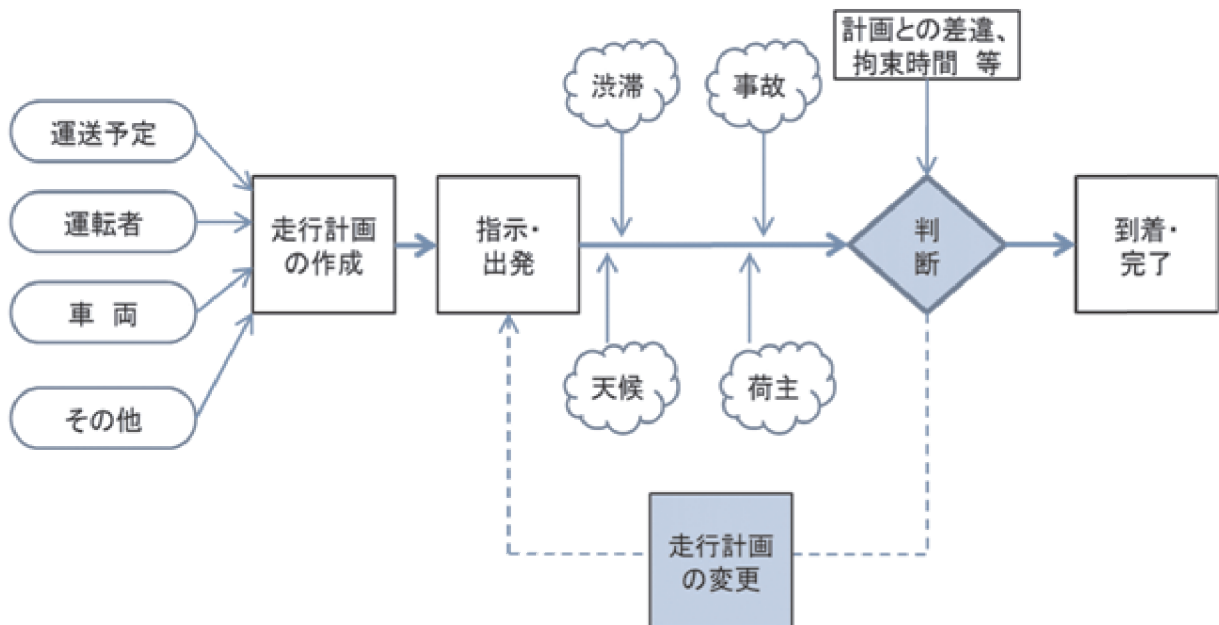 計画との差違、
拘束時間 等
渋滞
事故
運送予定
運転者
車 両
その他
走行計画
の作成
指示・
出発
判
断
到着・
完了
天候
荷主
走行計画
の変更